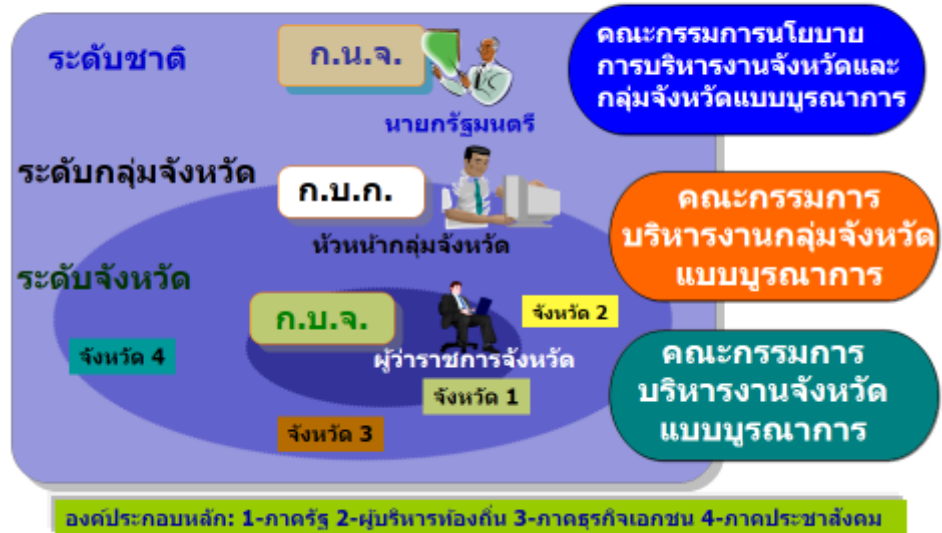 ระดับชาติ
ก.น.จ.
นายกรัฐมนตรี
คณะกรรมการนโยบาย
การบริหารงานจังหวัดและ
กลุ่มจังหวัดแบบบูรณาการ
ระดับกลุ่มจังหวัด
ก.บ.ก.
หัวหน้ากลุ่มจังหวัด
คณะกรรมการ
บริหารงานกลุ่มจังหวัด
แบบบูรณาการ
ระดับจังหวัด
ก.บ.จ.
ผู้ว่าราชการจังหวัด
จังหวัด 2
จังหวัด 4
จังหวัด 1
จังหวัด 3
คณะกรรมการ
บริหารงานจังหวัด
แบบบูรณาการ
องค์ประกอบหลัก: 1-ภาครัฐ 2-ผู้บริหารท้องถิ่น 3-ภาคธุรกิจเอกชน 4-ภาคประชาสังคม